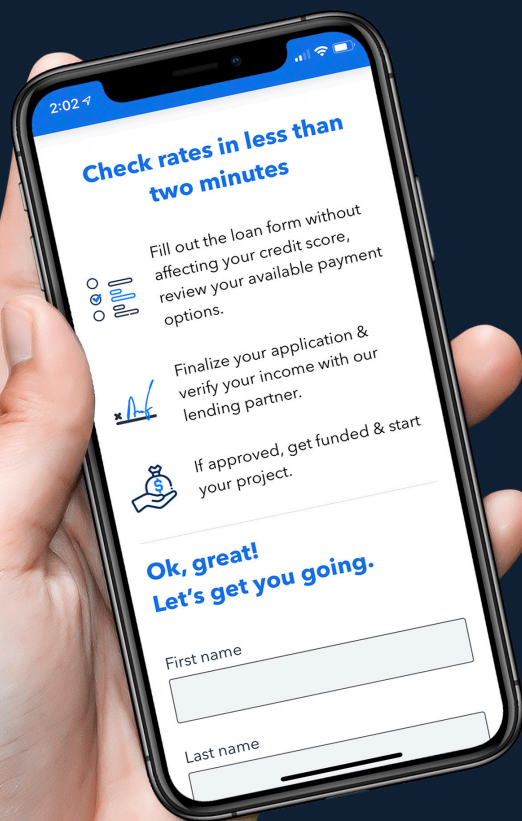 2:02
Check rates in less than
two minutes
Fill out the loan form without
affecting your credit score,
review your available payment
options.
x
Finalize your application &
verify your income with our
lending partner.
$
If approved, get funded & start
your project.
Ok, great!
Let's get you going.
First name
Last name